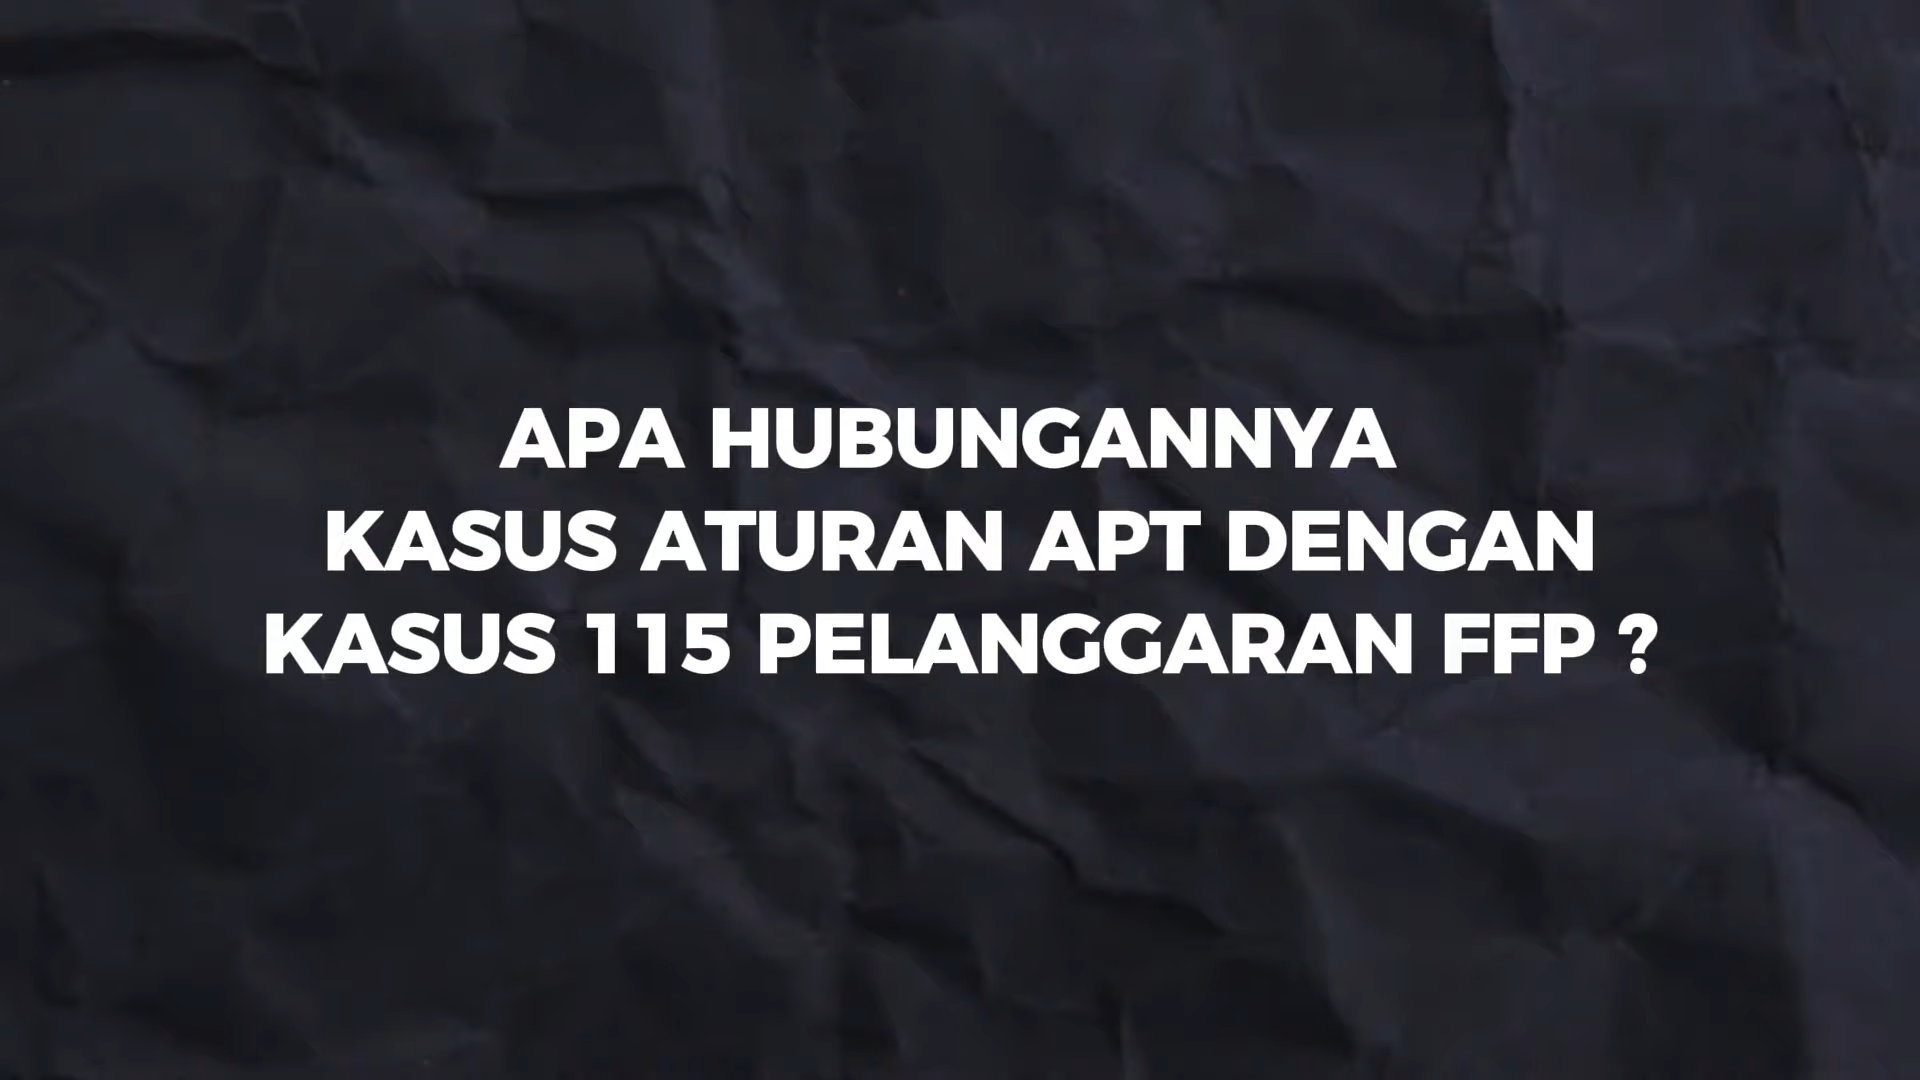 APA HUBUNGANNYA
KASUS ATURAN APT DENGAN
KASUS 115 PELANGGARAN FFP ?